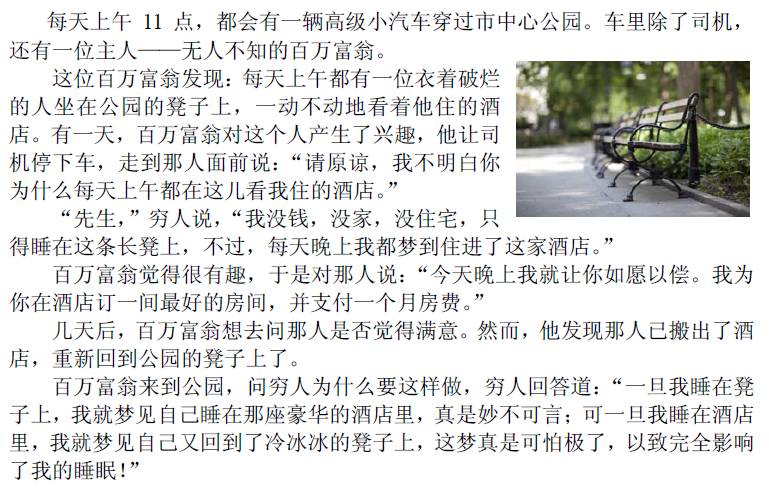 每天上午 11 点，都会有一辆高级小汽车穿过市中心公园。车里除了司机，
还有一位主人——无人不知的百万富翁。
这位百万富翁发现：每天上午都有一位衣着破烂
的人坐在公园的凳子上，一动不动地看着他住的酒
店。有一天，百万富翁对这个人产生了兴趣，他让司
机停下车，走到那人面前说：“请原谅，我不明白你
为什么每天上午都在这儿看我住的酒店。”
“先生，”穷人说，“我没钱，没家，没住宅，只
得睡在这条长凳上，不过，每天晚上我都梦到住进了这家酒店。”
百万富翁觉得很有趣，于是对那人说：“今天晚上我就让你如愿以偿。我为
你在酒店订一间最好的房间，并支付一个月房费。”
几天后，百万富翁想去问那人是否觉得满意。然而，他发现那人已搬出了酒
店，重新回到公园的凳子上了。
百万富翁来到公园，问穷人为什么要这样做，穷人回答道：“一旦我睡在凳
子上，我就梦见自己睡在那座豪华的酒店里，真是妙不可言；可一旦我睡在酒店
里，我就梦见自己又回到了冷冰冰的凳子上，这梦真是可怕极了，以致完全影响
了我的睡眠！”